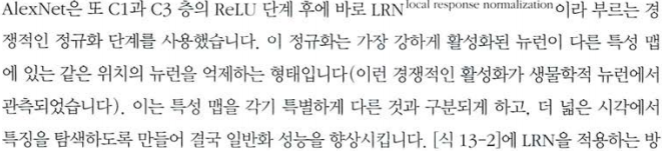 AlexNet은 또 C1과 C3 층의 ReLU 단계 후에 바로 LRN local response normalization이라 부르는 경
쟁적인 정규화 단계를 사용했습니다. 이 정규화는 가장 강하게 활성화된 뉴런이 다른 특성 맵
에 있는 같은 위치의 뉴런을 억제하는 형태입니다(이런 경쟁적인 활성화가 생물학적 뉴런에서
관측되었습니다). 이는 특성 맵을 각기 특별하게 다른 것과 구분되게 하고, 더 넓은 시각에서
특징을 탐색하도록 만들어 결국 일반화 성능을 향상시킵니다. [식 13-2]에 LRN을 적용하는 방